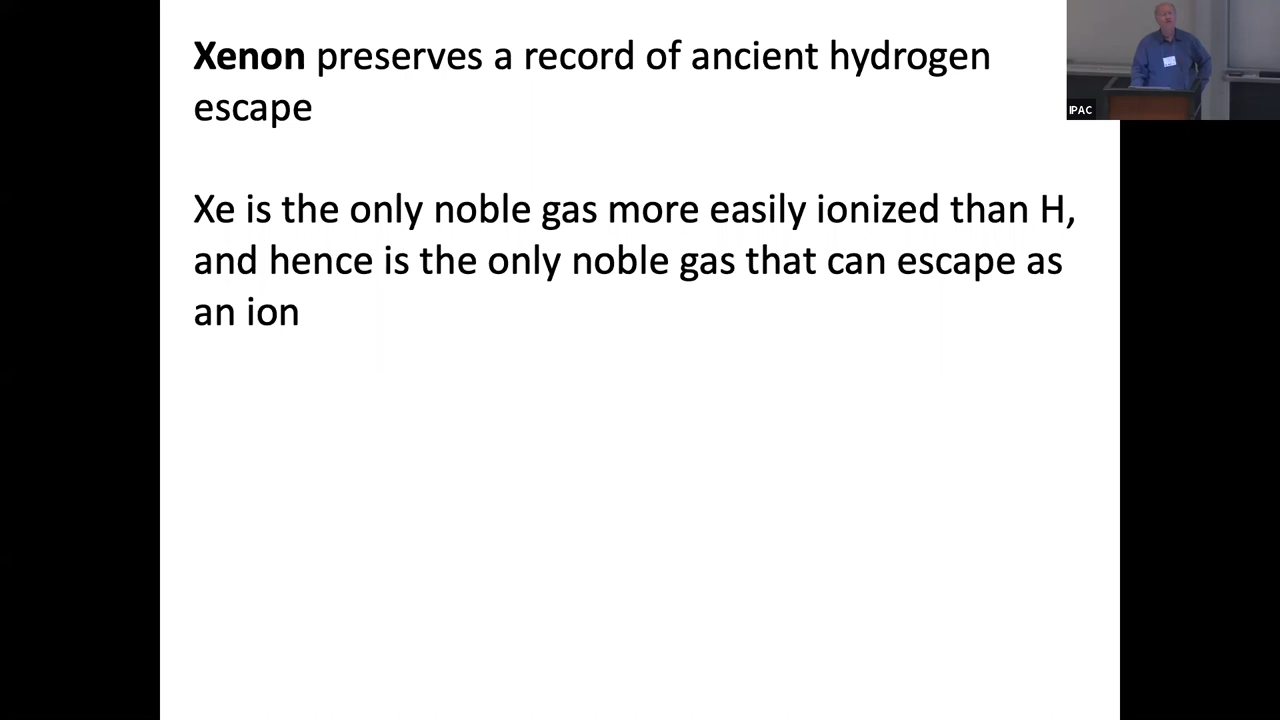 Xenon preserves a record of ancient hydrogen
escape
Xe is the only noble gas more easily ionized than H,
and hence is the only noble gas that can escape as
an ion
IPAC